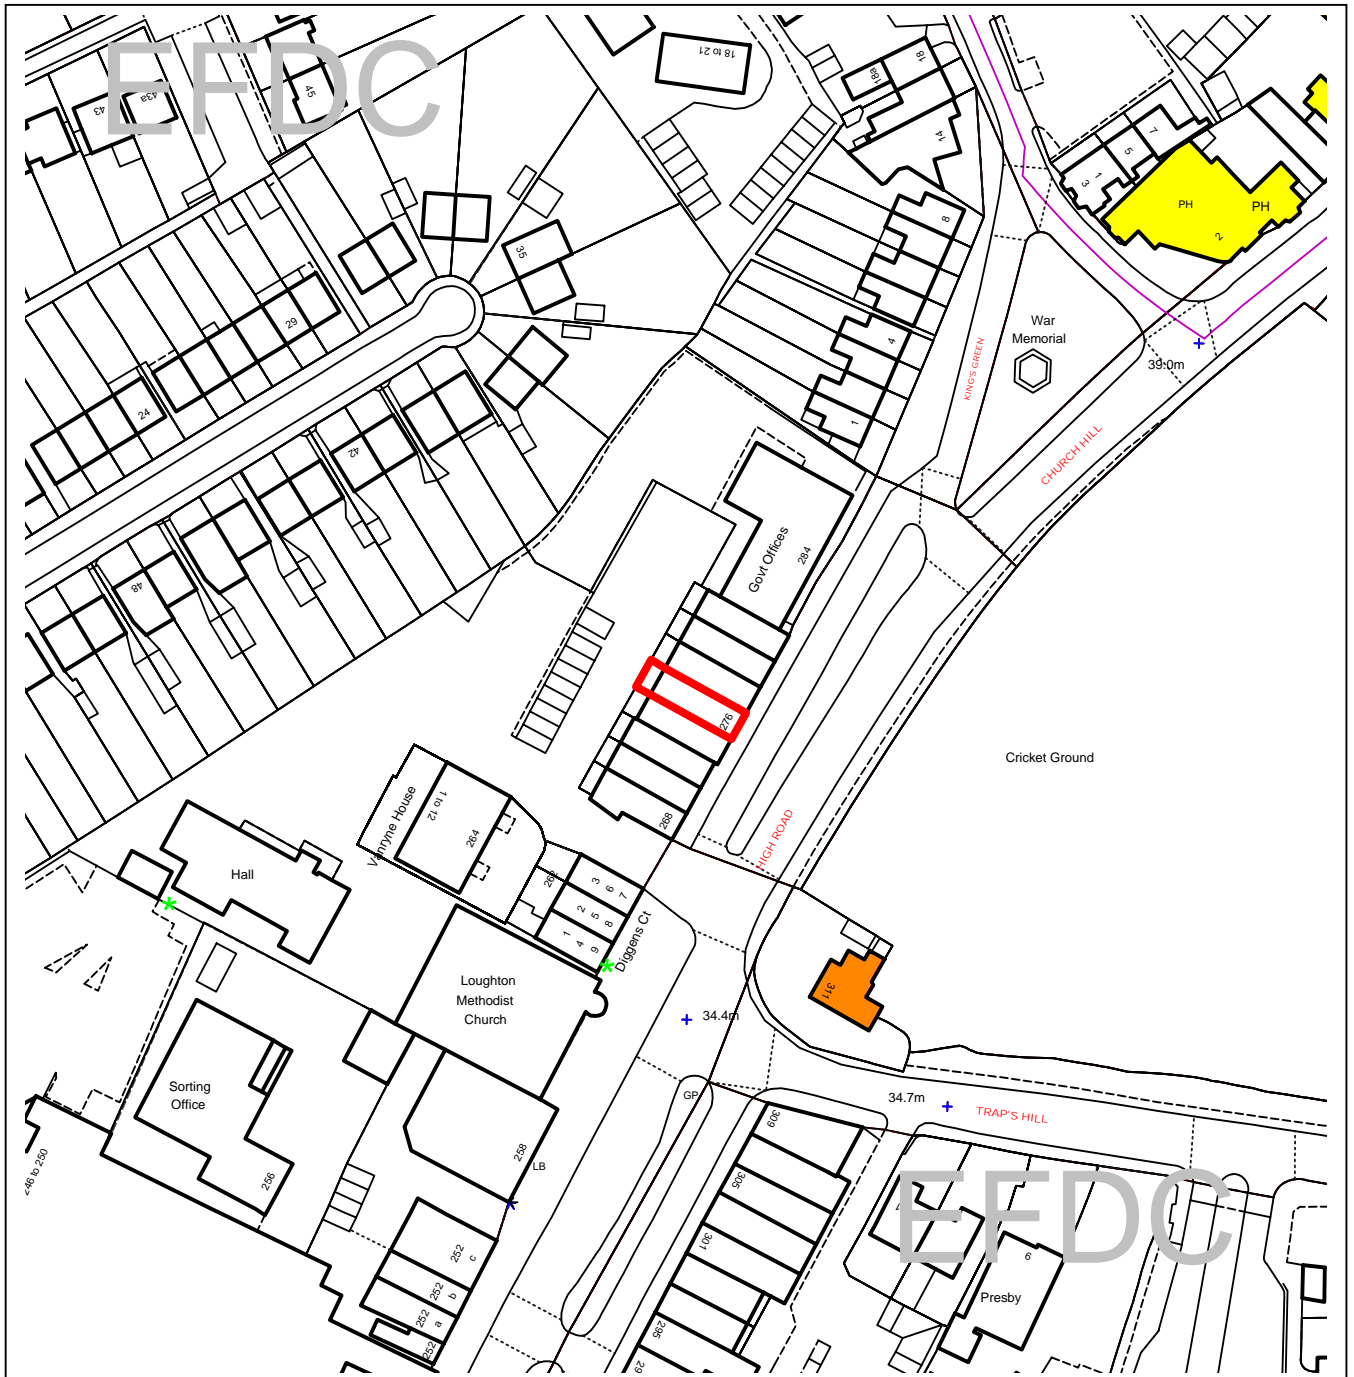 EFDC
18 to 21
18
18a
14
45
43
43a
7
5
1
3
PH
PH
2
8
35
29
24
42
48
4
1
War
Memorial
KING'S GREEN
39.0m
CHURCH HILL
Govt Offices
284
276
268
Cricket Ground
HIGH ROAD
Vanryne House
1 to 12
264
262
Hall
3
6
7
2
5
8
1
4
9
Diggens Ct
Loughton
Methodist
Church
311
34.4m
Sorting
Office
256
246 to 250
258
LB
GP
34.7m
TRAP'S HILL
309
305
301
295
252
c
252
b
252
a
252
EFDC
6
Presby